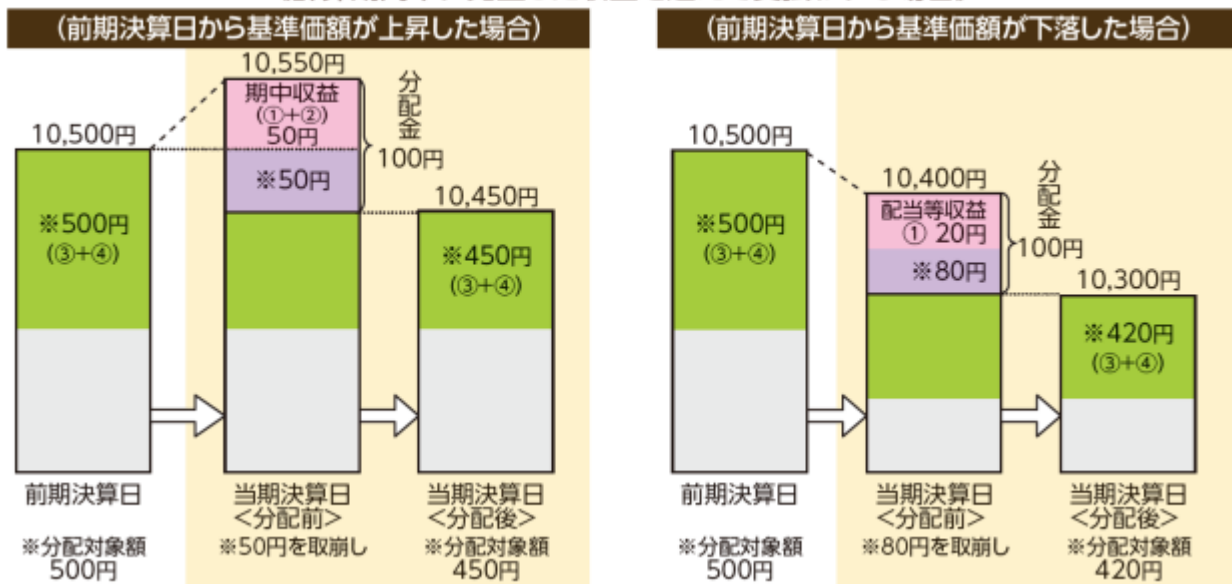 (前期決算日から基準価額が上昇した場合)
10,550円
期中収益
(①+②)
50円
分配金
100円
10,500円
※50円
10,450円
※500円
(③+④)
※450円
(③+④)
前期決算日
当期決算日
<分配前>
当期決算日
<分配後>
※分配対象額
500円
※50円を取崩し
※分配対象額
450円
(前期決算日から基準価額が下落した場合)
10,500円
10,400円
配当等収益
① 20円
分配金
100円
※500円
(③+④)
※80円
10,300円
※420円
(③+④)
前期決算日
当期決算日
<分配前>
当期決算日
<分配後>
※分配対象額
500円
※80円を取崩し
※分配対象額
420円